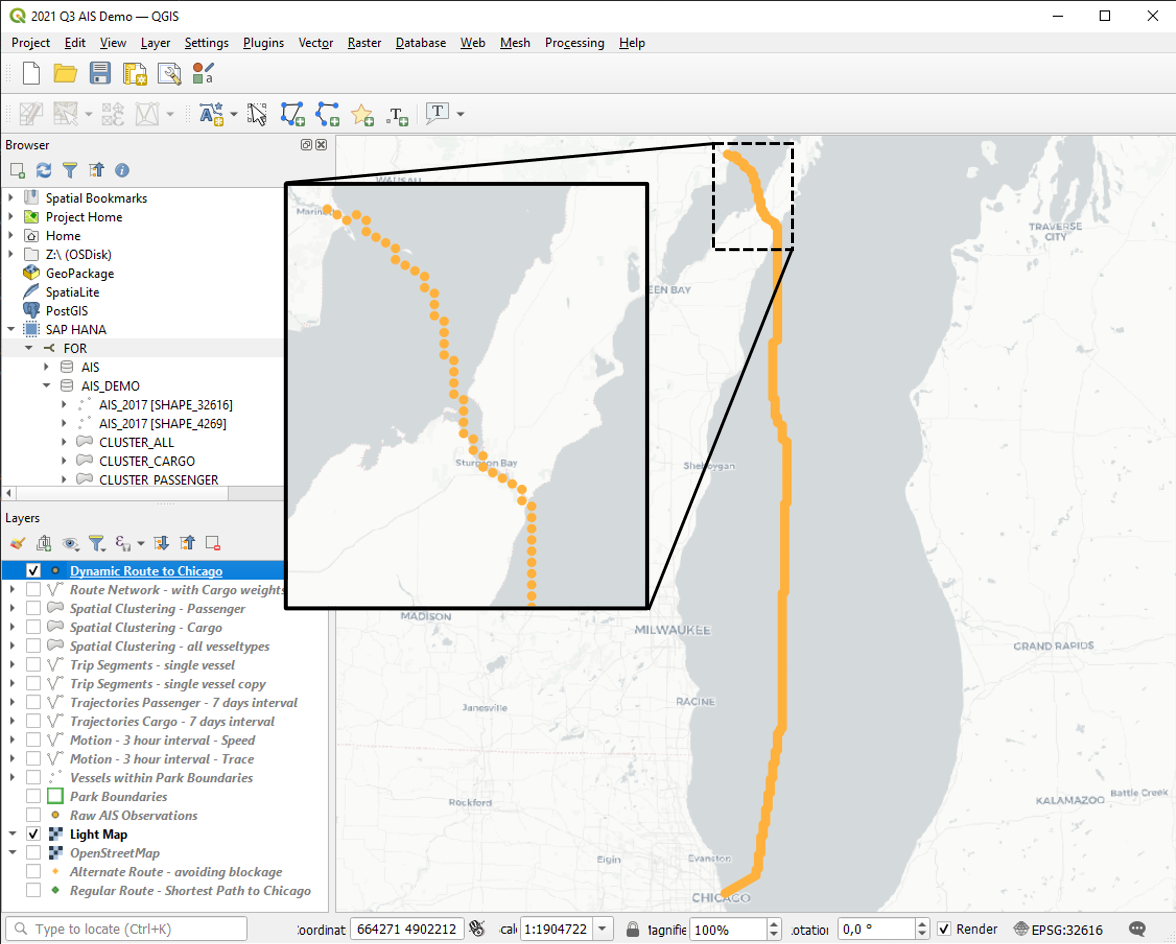 2021 Q3 AIS Demo — QGIS
Project Edit View Layer Settings Plugins Vector Raster Database Web Mesh Processing Help
Browser
Spatial Bookmarks
Project Home
Home
Z:\ (OSDisk)
GeoPackage
SpatiaLite
PostGIS
SAP HANA
FOR
AIS
AIS_DEMO
AIS_2017 [SHAPE_32616]
AIS_2017 [SHAPE_4269]
CLUSTER_ALL
CLUSTER_CARGO
CLUSTER PASSENGER
Layers
Dynamic Route to Chicago
Route Network - with Cargo weights
Spatial Clustering - Passenger
Spatial Clustering - Cargo
Spatial Clustering - all vesseltypes
Trip Segments - single vessel
Trip Segments - single vessel copy
Trajectories Passenger - 7 days interval
Trajectories Cargo - 7 days interval
Motion - 3 hour interval - Speed
Motion - 3 hour interval - Trace
Vessels within Park Boundaries
Park Boundaries
Raw AIS Observations
Light Map
OpenStreetMap
Alternate Route - avoiding blockage
Regular Route - Shortest Path to Chicago
WAUSAU
Sturgeon Bay
TRAVERSE
CITY
EEN BAY
Sheboygan
MADISON
MILWAUKEE
GRAND RAPIDS
RACINE
Janesville
Rockford
KALAMAZOO
Battle Creek
Elgin
Evanston
CHICAGO
Type to locate (Ctrl+K)
oordinat 664271 4902212 cal 1:1904722 agnifie 100% otation 0,0 ° Render EPSG:32616